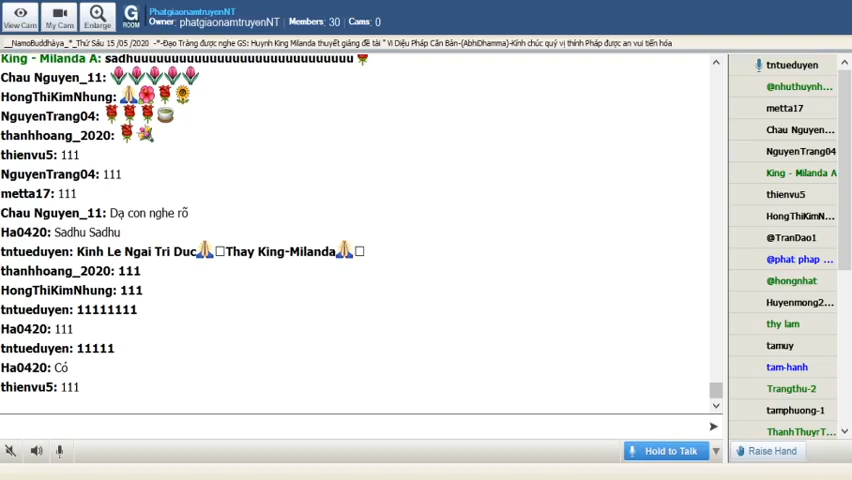 PhatgiaonamtruyenNT
Owner: phatgiaonamtruyenNT Members: 30 Cams: 0
View Cam
My Cam
Enlarge
G
ROOM
__NamoBuddhàya_*_Thứ Sáu 15 /05 /2020 -*-Đạo Tràng được nghe GS: Huynh King Milanda thuyết giảng đề tài " Vi Diệu Pháp Căn Bản-(AbhiDhamma)-Kính chúc quý vị thính Pháp được an vui tiến hóa
King - Milanda A: sadhuuuuuuuuuuuuuuuuuuuuuuuuuuuuuu
Chau Nguyen_11:
HongThiKimNhung:
NguyenTrang04:
thanhhoang_2020:
thienvu5: 111
NguyenTrang04: 111
metta17: 111
Chau Nguyen_11: Dạ con nghe rõ
Ha0420: Sadhu Sadhu
tntueduyen: Kinh Le Ngai Tri Duc Thay King-Milanda
thanhhoang_2020: 111
HongThiKimNhung: 111
tntueduyen: 11111111
Ha0420: 111
tntueduyen: 11111
Ha0420: Có
thienvu5: 111
tntueduyen
@nhuthuynh...
metta17
Chau Nguyen...
NguyenTrang04
King - Milanda A
thienvu5
HongThiKimN...
@TranDao1
@phat phap ...
@hongnhat
Huyenmong2...
thy lam
tamuy
tam-hanh
Trangthu-2
tamphuong-1
ThanhThuyrT...
Hold to Talk
Raise Hand